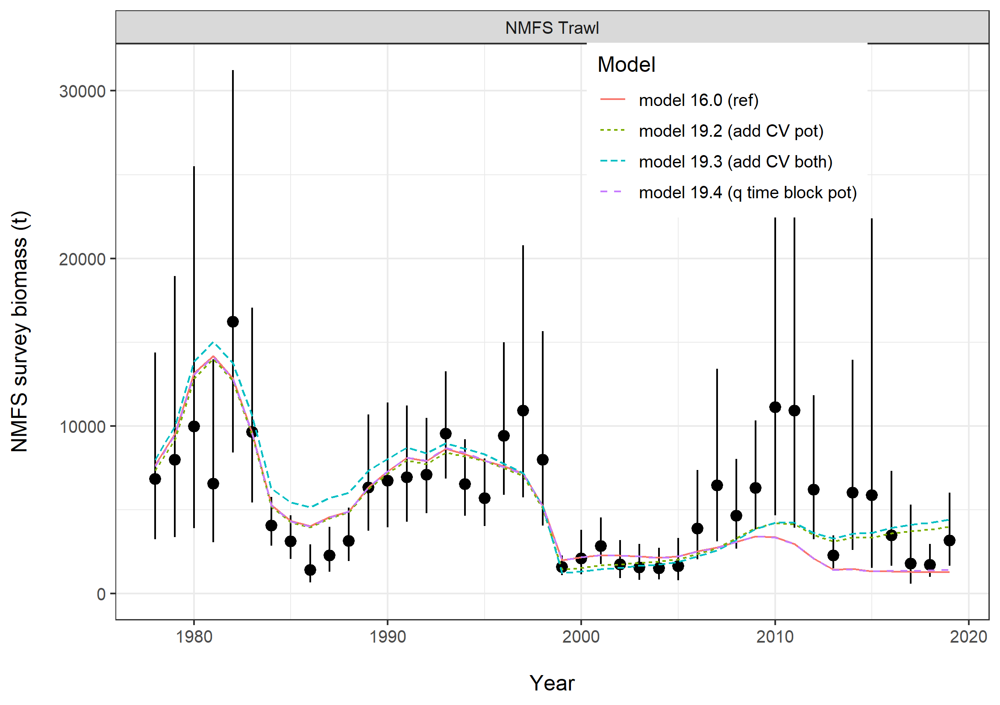 NMFS Trawl
Model
model 16.0 (ref)
model 19.2 (add CV pot)
model 19.3 (add CV both)
model 19.4 (q time block pot)
NMFS survey biomass (t)
30000
20000
10000
0
1980 1990 2000 2010 2020
Year